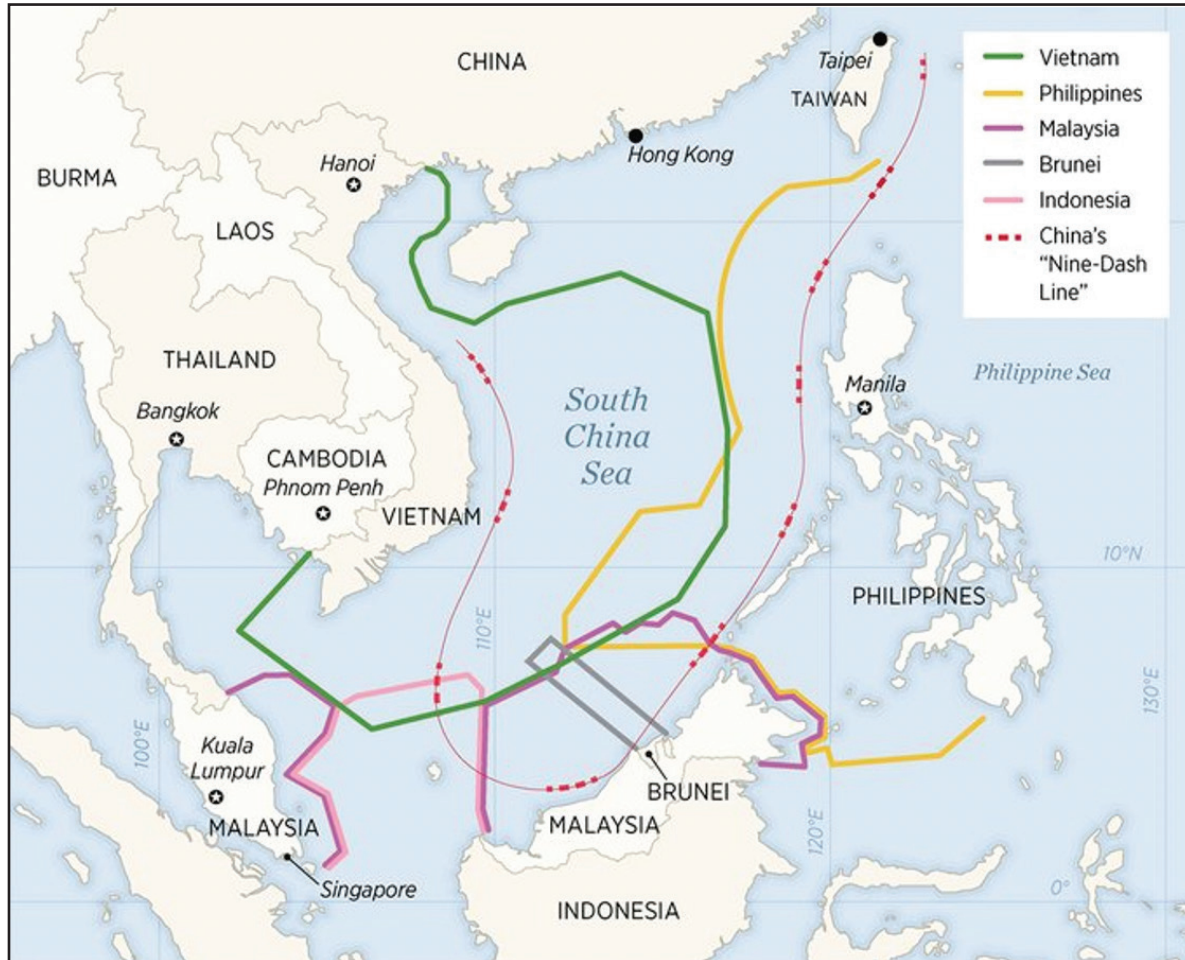 CHINA
Taipei
TAIWAN
Hong Kong
Hanoi
BURMA
LAOS
THAILAND
Bangkok
CAMBODIA
Phnom Penh
VIETNAM
South
China
Sea
Manila
Philippine Sea
PHILIPPINES
10°N
110°E
100°E
130°E
120°E
0°
Kuala
Lumpur
MALAYSIA
Singapore
BRUNEI
MALAYSIA
INDONESIA
Vietnam
Philippines
Malaysia
Brunei
Indonesia
China's
“Nine-Dash
Line”